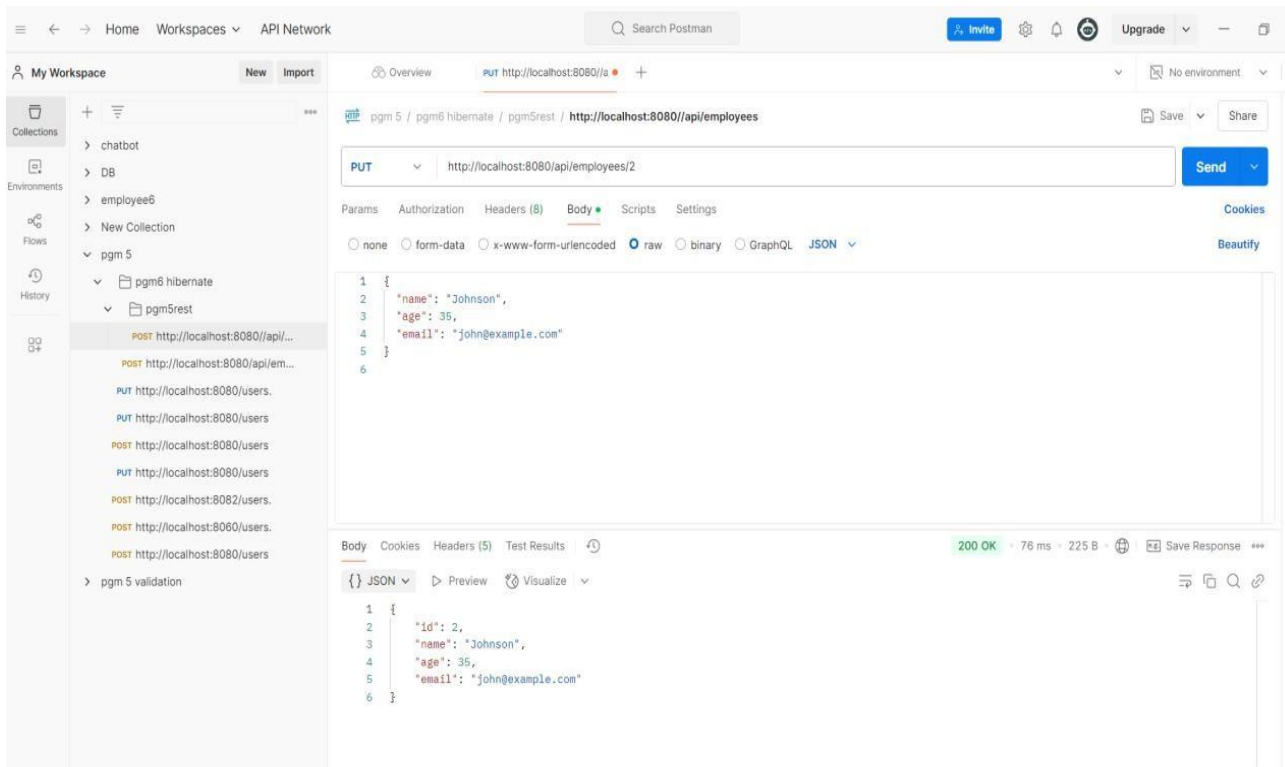 Home Workspaces API Network Search Postman Invite Upgrade
My Workspace New Import Overview PUT http://localhost:8080//a + No environment
Collections
Environments
Flows
History
chatbot
DB
employee6
New Collection
pgm 5
pgm6 hibernate
pgm5rest
POST http://localhost:8080//api/...
POST http://localhost:8080/api/em...
PUT http://localhost:8080/users.
PUT http://localhost:8080/users
POST http://localhost:8080/users
PUT http://localhost:8080/users
POST http://localhost:8082/users.
POST http://localhost:8060/users.
POST http://localhost:8080/users
pgm 5 validation
HTTP pgm 5 / pgm6 hibernate / pgm5rest / http://localhost:8080//api/employees Save Share
PUT http://localhost:8080/api/employees/2 Send
Params Authorization Headers (8) Body Scripts Settings Cookies
none form-data x-www-form-urlencoded raw binary GraphQL JSON Beautify
1 {
2 "name": "Johnson",
3 "age": 35,
4 "email": "john@example.com"
5 }
6
Body Cookies Headers (5) Test Results 200 OK 76 ms 225 B Save Response
{} JSON Preview Visualize
1 {
2 "id": 2,
3 "name": "Johnson",
4 "age": 35,
5 "email": "john@example.com"
6 }